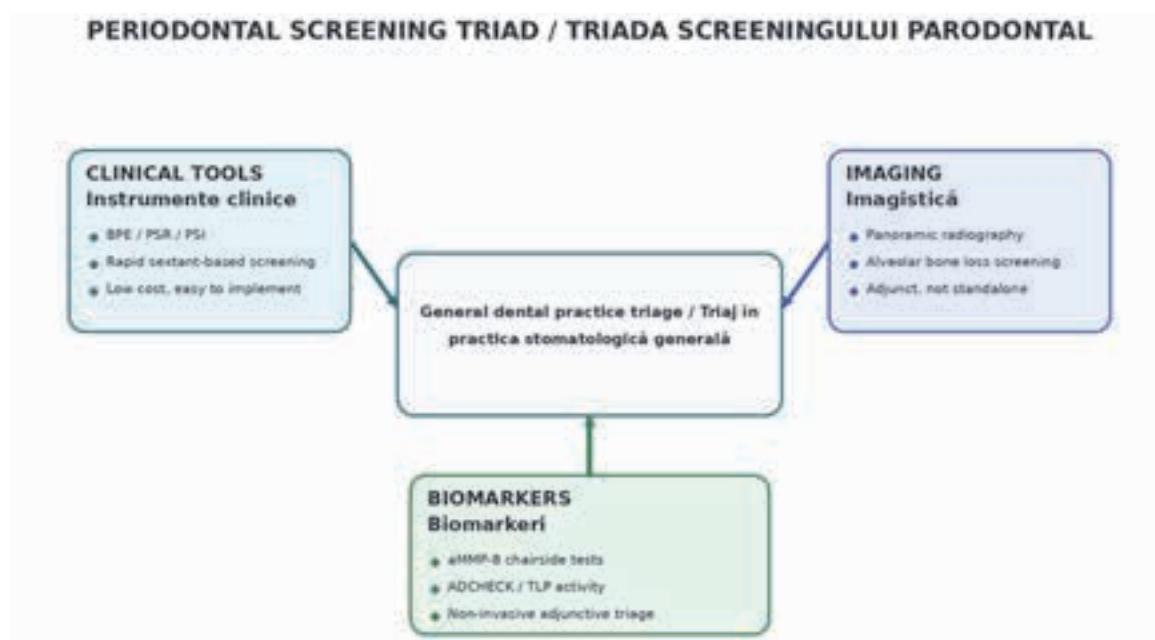 PERIODONTAL SCREENING TRIAD / TRIADA SCREENINGULUI PARODONTAL
CLINICAL TOOLS
Instrumente clinice
BPE / PSR / PSI
Rapid sextant-based screening
Low cost, easy to implement
IMAGING
Imagistică
Panoramic radiography
Alveolar bone loss screening
Adjunct, not standalone
General dental practice triage / Triaj în
practica stomatologică generală
BIOMARKERS
Biomarkeri
aMMP-8 chairside tests
ADCHECK / TLP activity
Non-invasive adjunctive triage